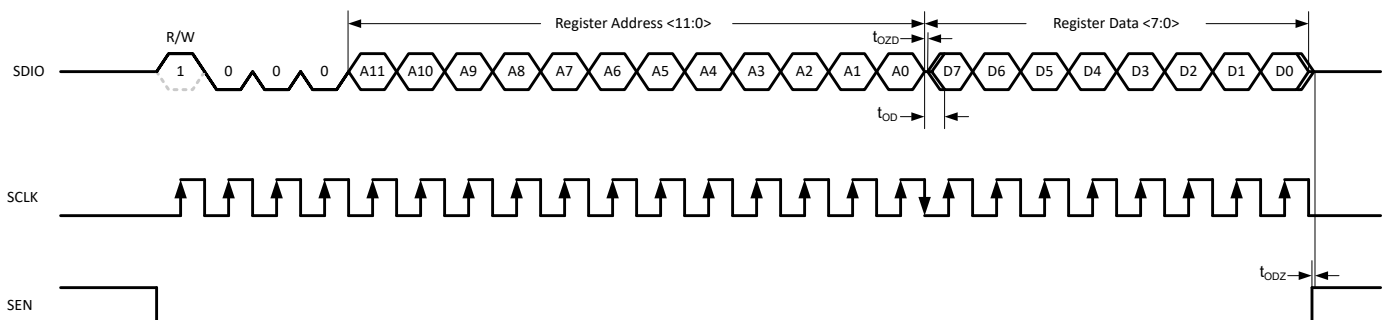 Register Address <11:0> Register Data <7:0>
R/W tOZD
SDIO 1 0 0 0 A11 A10 A9 A8 A7 A6 A5 A4 A3 A2 A1 A0 D7 D6 D5 D4 D3 D2 D1 D0
tOD
SCLK
tODZ
SEN